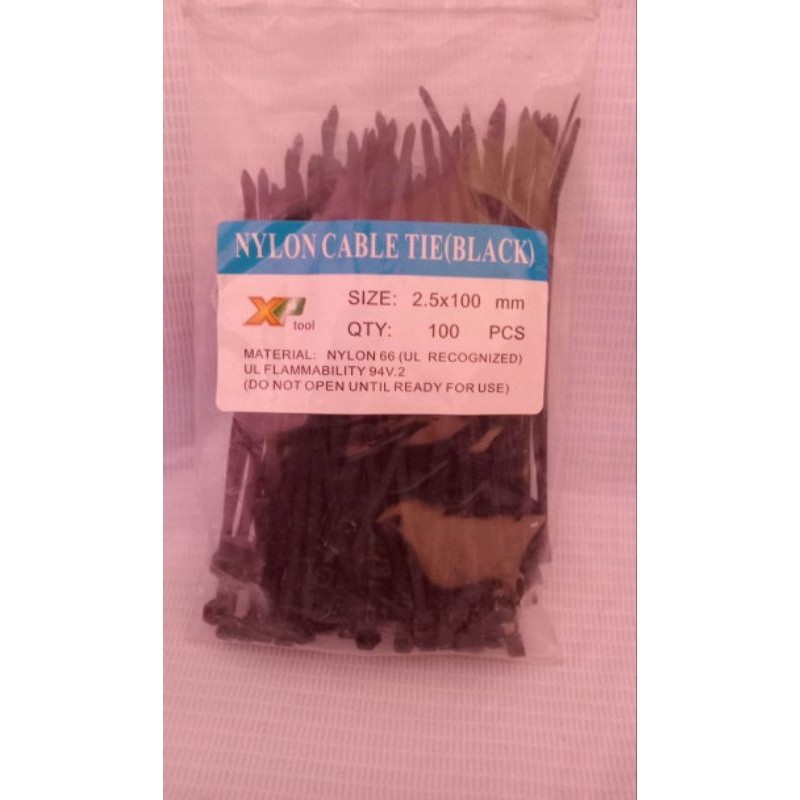 NYLON CABLE TIE(BLACK)
XP tool
SIZE: 2.5x100 mm
QTY: 100 PCS
MATERIAL: NYLON 66 (UL RECOGNIZED)
UL FLAMMABILITY 94V.2
(DO NOT OPEN UNTIL READY FOR USE)